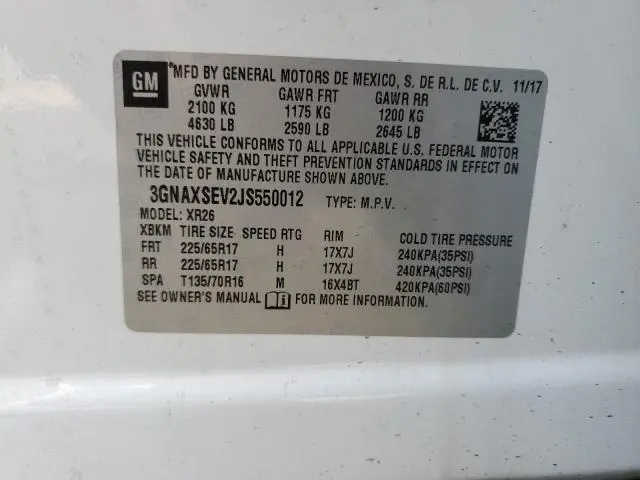 GM
®MFD BY GENERAL MOTORS DE MEXICO, S. DE R.L. DE C.V. 11/17
GVWR GAWR FRT GAWR RR
2100 KG 1175 KG 1200 KG
4630 LB 2590 LB 2645 LB
THIS VEHICLE CONFORMS TO ALL APPLICABLE U.S. FEDERAL MOTOR
VEHICLE SAFETY AND THEFT PREVENTION STANDARDS IN EFFECT ON
THE DATE OF MANUFACTURE SHOWN ABOVE.
3GNAXSEV2JS550012 TYPE: M.P.V.
MODEL: XR26
XBKM TIRE SIZE SPEED RTG RIM COLD TIRE PRESSURE
FRT 225/65R17 H 17X7J 240KPA(35PSI)
RR 225/65R17 H 17X7J 240KPA(35PSI)
SPA T135/70R16 M 16X4BT 420KPA(60PSI)
SEE OWNER'S MANUAL FOR MORE INFORMATION.